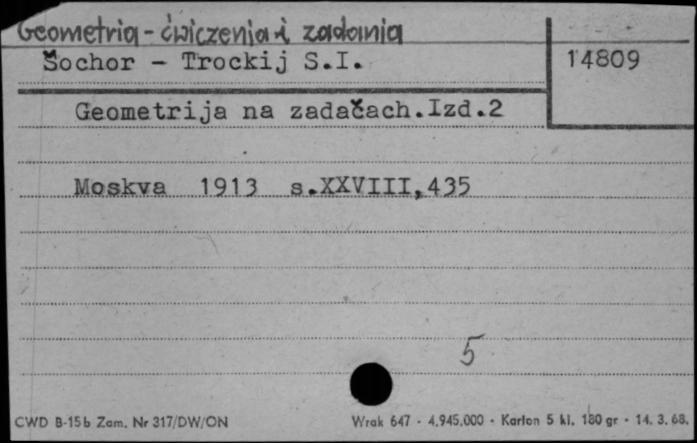 Geometria - ćwiczenia i zadania
Šochor - Trockij S.I.
14809
Geometrija na zadačach.Izd.2
Moskva 1913 s.XXVIII,435
5
CWD B-15b Zam. Nr 317/DW/ON
Wrak 647 - 4.945.000 - Karton 5 kl. 180 gr - 14. 3. 68.